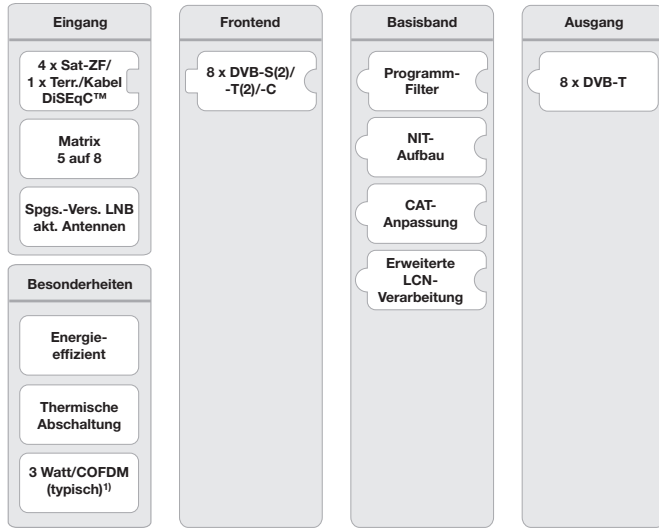 Eingang
4 x Sat-ZF/
1 x Terr./Kabel
DiSEqC™
Matrix
5 auf 8
Spgs.-Vers. LNB
akt. Antennen
Besonderheiten
Energie-
effizient
Thermische
Abschaltung
3 Watt/COFDM
(typisch)1)
Frontend
8 x DVB-S(2)/
-T(2)/-C
Basisband
Programm-
Filter
NIT-
Aufbau
CAT-
Anpassung
Erweiterte
LCN-
Verarbeitung
Ausgang
8 x DVB-T